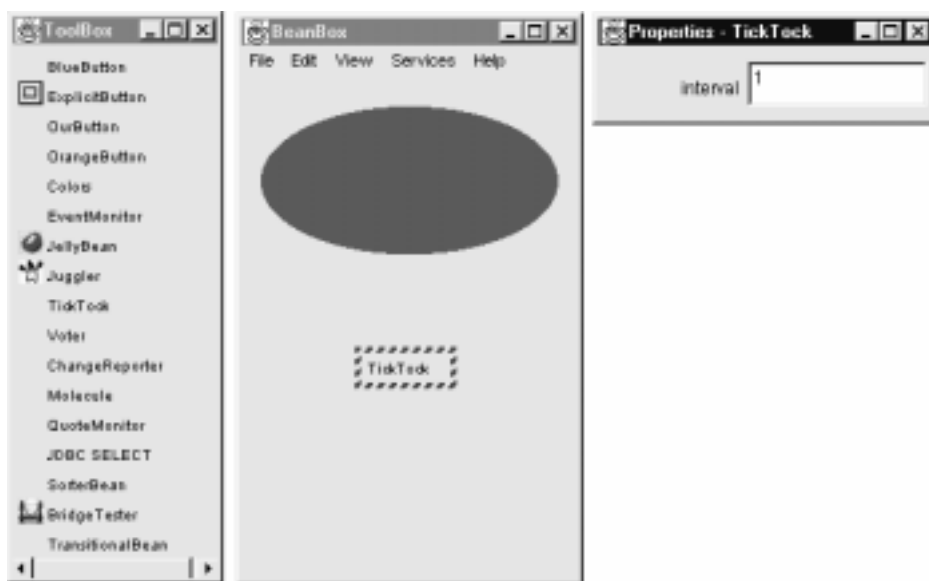 ToolBox
BlueButton
ExplicitButton
OurButton
OrangeButton
Colors
EventMonitor
JellyBean
Juggler
TickTock
Voter
ChangeReporter
Molecule
QuoteMonitor
JDBC SELECT
SorterBean
BridgeTester
TransitionalBean
BeanBox
File Edit View Services Help
TickTock
Properties - TickTock
interval 1